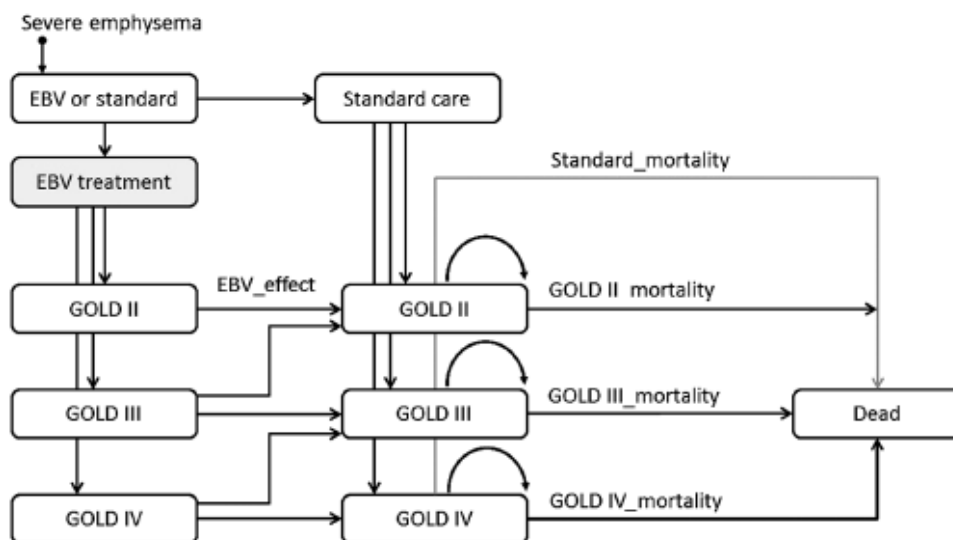 Severe emphysema
EBV or standard
Standard care
EBV treatment
Standard_mortality
EBV_effect
GOLD II
GOLD II
GOLD II mortality
GOLD III
GOLD III
GOLD III_mortality
Dead
GOLD IV
GOLD IV
GOLD IV_mortality